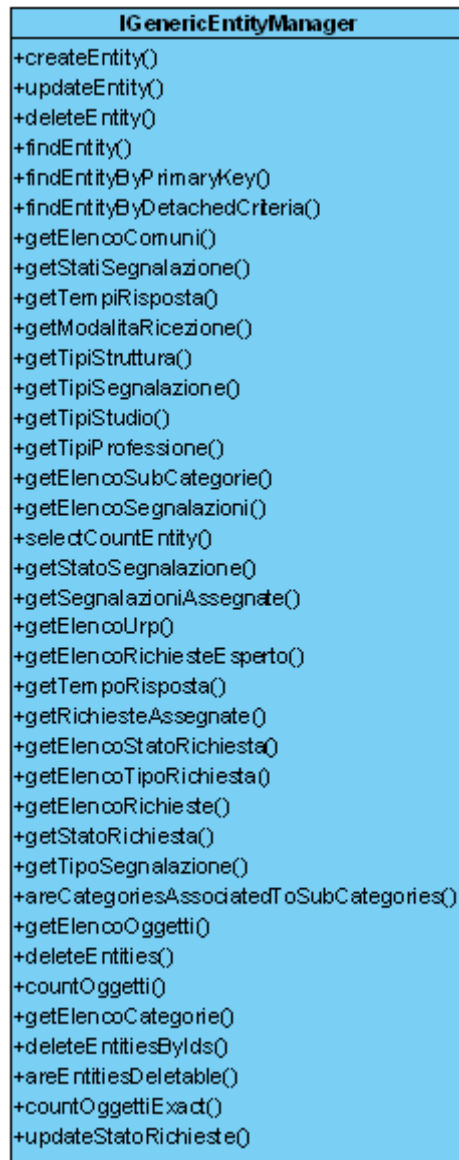 IGenericEntityManager
+createEntity()
+updateEntity()
+deleteEntity()
+findEntity()
+findEntityByPrimaryKey()
+findEntityByDetachedCriteria()
+getElencoComuni()
+getStatiSegnalazione()
+getTempiRisposta()
+getModalitaRicezione()
+getTipiStruttura()
+getTipiSegnalazione()
+getTipiStudio()
+getTipiProfessione()
+getElencoSubCategorie()
+getElencoSegnalazioni()
+selectCountEntity()
+getStatoSegnalazione()
+getSegnalazioniAssegnate()
+getElencoUrp()
+getElencoRichiesteEsperto()
+getTempoRisposta()
+getRichiesteAssegnate()
+getElencoStatoRichiesta()
+getElencoTipoRichiesta()
+getElencoRichieste()
+getStatoRichiesta()
+getTipoSegnalazione()
+areCategoriesAssociatedToSubCategories()
+getElencoOggetti()
+deleteEntities()
+countOggetti()
+getElencoCategorie()
+deleteEntitiesByIds()
+areEntitiesDeletable()
+countOggettiExact()
+updateStatoRichieste()